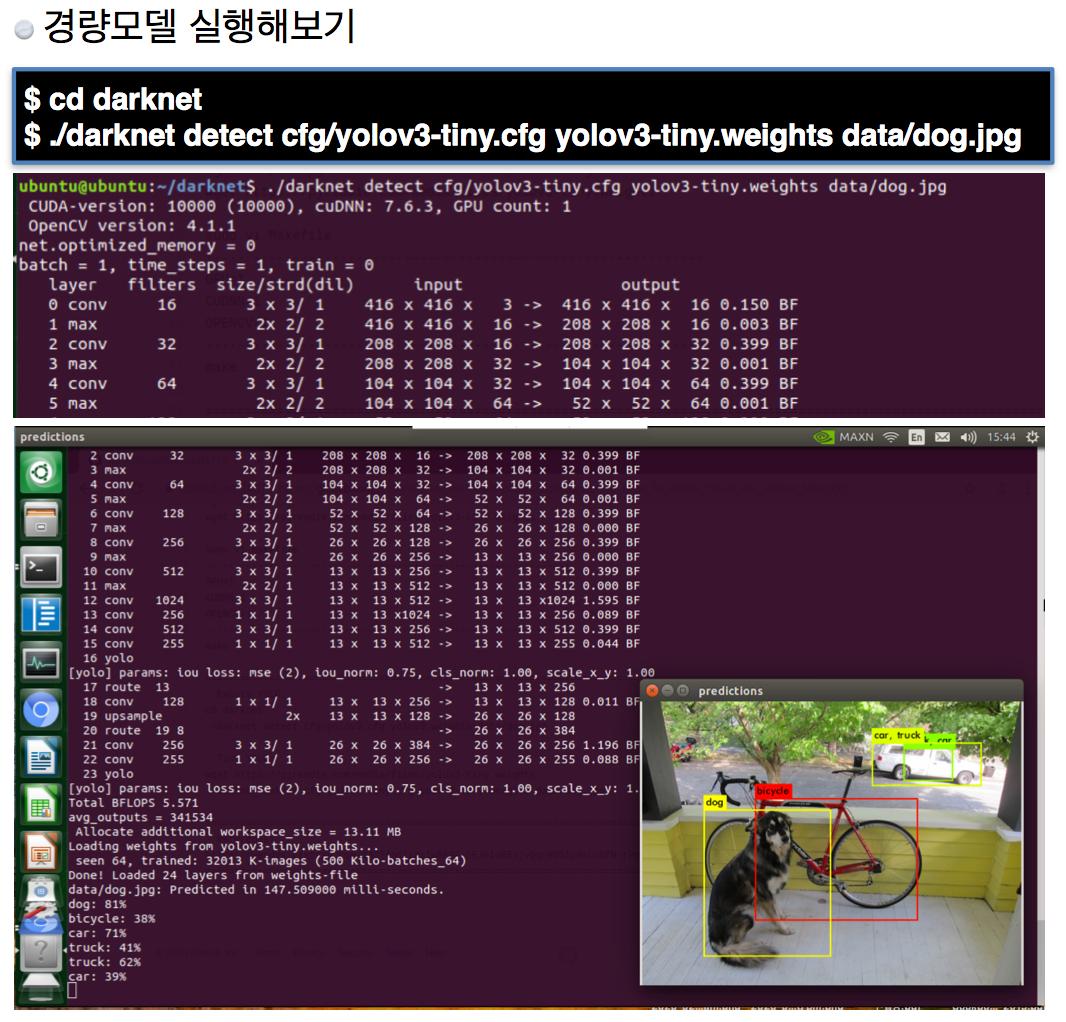 경량모델 실행해보기
$ cd darknet
$ ./darknet detect cfg/yolov3-tiny.cfg yolov3-tiny.weights data/dog.jpg
ubuntu@ubuntu:~/darknet$ ./darknet detect cfg/yolov3-tiny.cfg yolov3-tiny.weights data/dog.jpg
CUDA-version: 10000 (10000), cuDNN: 7.6.3, GPU count: 1
OpenCV version: 4.1.1
net.optimized_memory = 0
batch = 1, time_steps = 1, train = 0
layer filters size/strd(dil) input output
0 conv 16 3 x 3/ 1 416 x 416 x 3 -> 416 x 416 x 16 0.150 BF
1 max 2x 2/ 2 416 x 416 x 16 -> 208 x 208 x 16 0.003 BF
2 conv 32 3 x 3/ 1 208 x 208 x 16 -> 208 x 208 x 32 0.399 BF
3 max 2x 2/ 2 208 x 208 x 32 -> 104 x 104 x 32 0.001 BF
4 conv 64 3 x 3/ 1 104 x 104 x 32 -> 104 x 104 x 64 0.399 BF
5 max 2x 2/ 2 104 x 104 x 64 -> 52 x 52 x 64 0.001 BF
predictions MAXN En 15:44
2 conv 32 3 x 3/ 1 208 x 208 x 16 -> 208 x 208 x 32 0.399 BF
3 max 2x 2/ 2 208 x 208 x 32 -> 104 x 104 x 32 0.001 BF
4 conv 64 3 x 3/ 1 104 x 104 x 32 -> 104 x 104 x 64 0.399 BF
5 max 2x 2/ 2 104 x 104 x 64 -> 52 x 52 x 64 0.001 BF
6 conv 128 3 x 3/ 1 52 x 52 x 64 -> 52 x 52 x 128 0.399 BF
7 max 2x 2/ 2 52 x 52 x 128 -> 26 x 26 x 128 0.000 BF
8 conv 256 3 x 3/ 1 26 x 26 x 128 -> 26 x 26 x 256 0.399 BF
9 max 2x 2/ 2 26 x 26 x 256 -> 13 x 13 x 256 0.000 BF
10 conv 512 3 x 3/ 1 13 x 13 x 256 -> 13 x 13 x 512 0.399 BF
11 max 2x 2/ 1 13 x 13 x 512 -> 13 x 13 x 512 0.000 BF
12 conv 1024 3 x 3/ 1 13 x 13 x 512 -> 13 x 13 x1024 1.595 BF
13 conv 256 1 x 1/ 1 13 x 13 x1024 -> 13 x 13 x 256 0.089 BF
14 conv 512 3 x 3/ 1 13 x 13 x 256 -> 13 x 13 x 512 0.399 BF
15 conv 255 1 x 1/ 1 13 x 13 x 512 -> 13 x 13 x 255 0.044 BF
16 yolo
[yolo] params: iou loss: mse (2), iou_norm: 0.75, cls_norm: 1.00, scale_x_y: 1.00
17 route 13 -> 13 x 13 x 256
18 conv 128 1 x 1/ 1 13 x 13 x 256 -> 13 x 13 x 128 0.011 BF
19 upsample 2x 13 x 13 x 128 -> 26 x 26 x 128
20 route 19 8 -> 26 x 26 x 384
21 conv 256 3 x 3/ 1 26 x 26 x 384 -> 26 x 26 x 256 1.196 BF
22 conv 255 1 x 1/ 1 26 x 26 x 256 -> 26 x 26 x 255 0.088 BF
23 yolo
[yolo] params: iou loss: mse (2), iou_norm: 0.75, cls_norm: 1.00, scale_x_y: 1.
Total BFLOPS 5.571
avg_outputs = 341534
Allocate additional workspace_size = 13.11 MB
Loading weights from yolov3-tiny.weights...
seen 64, trained: 32013 K-images (500 Kilo-batches_64)
Done! Loaded 24 layers from weights-file
data/dog.jpg: Predicted in 147.509000 milli-seconds.
dog: 81%
bicycle: 38%
car: 71%
truck: 41%
truck: 62%
car: 39%
predictions
car, truck
k, car
bicycle
dog